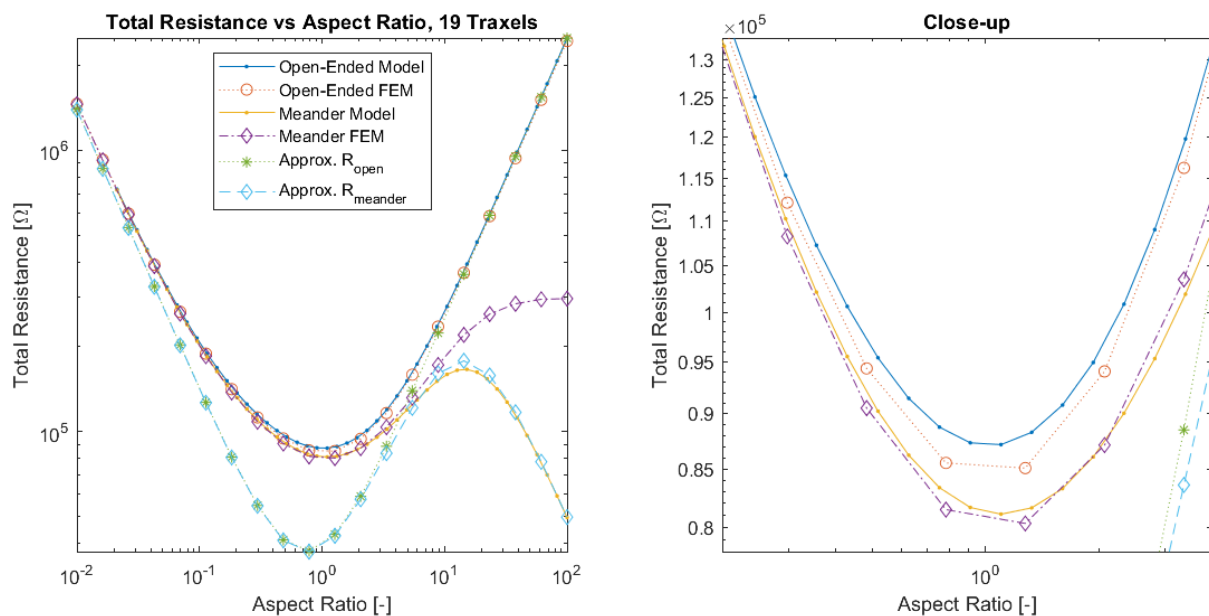 Total Resistance vs Aspect Ratio, 19 Traxels
Total Resistance [Ω]
10^6
10^5
Open-Ended Model
Open-Ended FEM
Meander Model
Meander FEM
Approx. R_open
Approx. R_meander
10^-2
10^-1
10^0
10^1
10^2
Aspect Ratio [-]
Close-up
×10^5
Total Resistance [Ω]
1.3
1.25
1.2
1.15
1.1
1.05
1
0.95
0.9
0.85
0.8
10^0
Aspect Ratio [-]